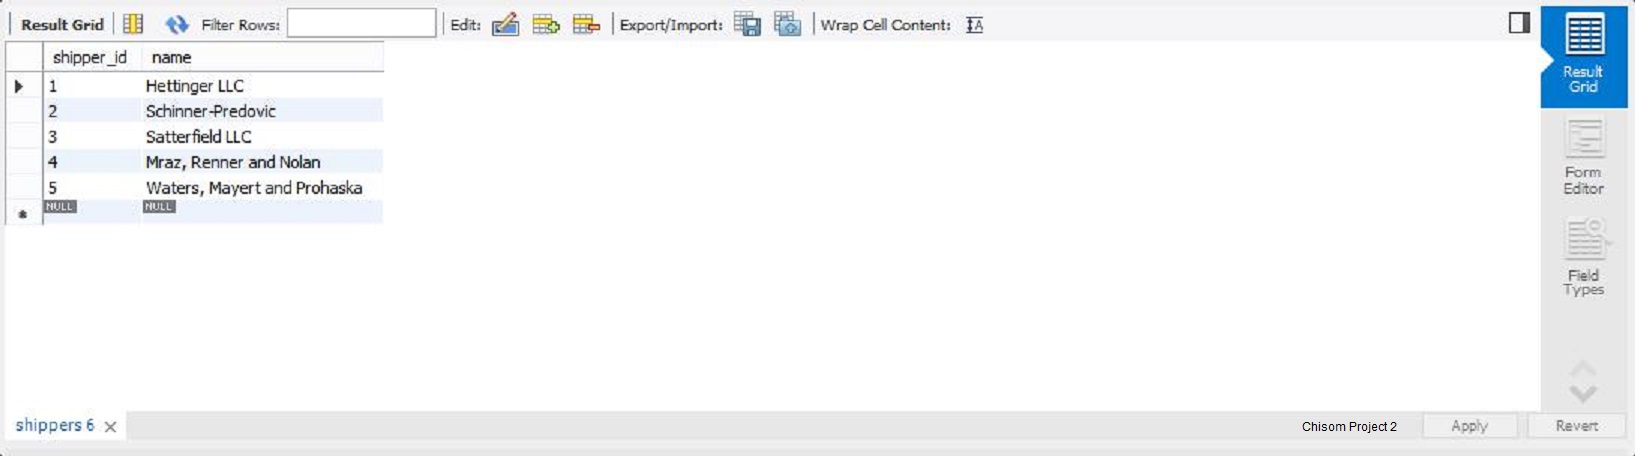 Result Grid Filter Rows: Edit: Export/Import: Wrap Cell Content:
shipper_id name
1 Hettinger LLC
2 Schinner-Predovic
3 Satterfield LLC
4 Mraz, Renner and Nolan
5 Waters, Mayert and Prohaska
NULL NULL
Result
Grid
Form
Editor
Field
Types
shippers 6 Chisom Project 2 Apply Revert